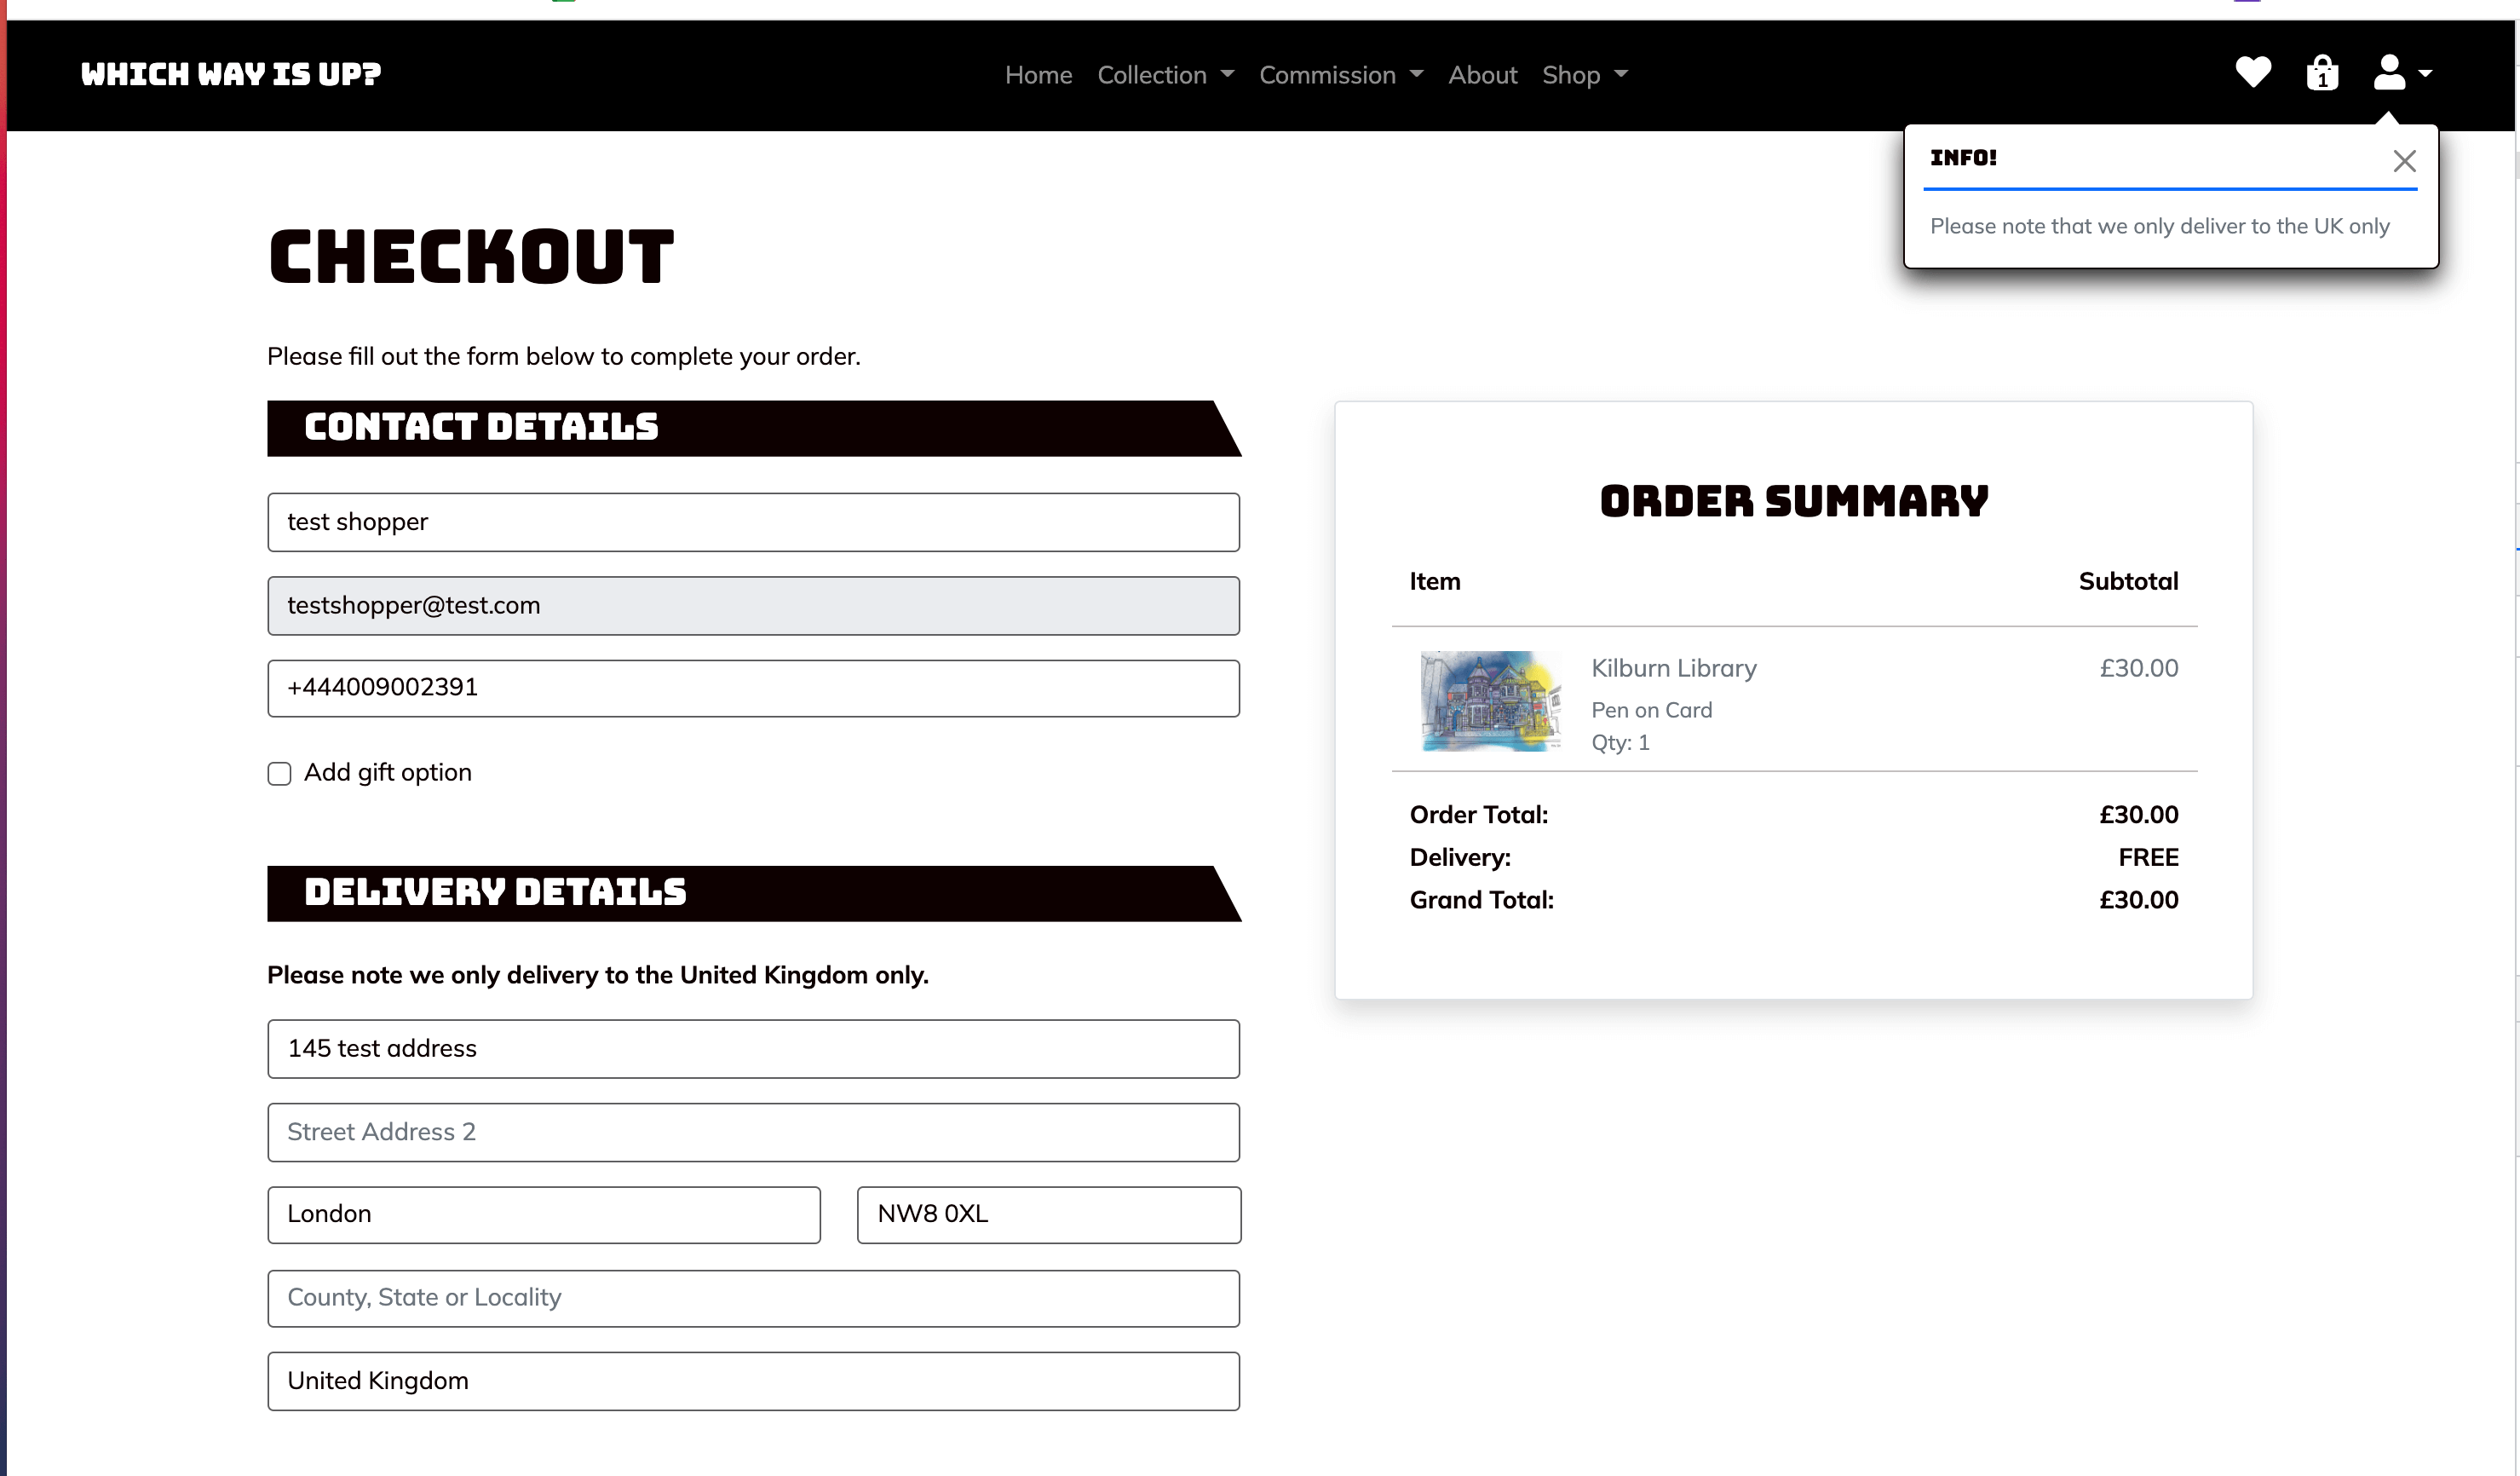 WHICH WAY IS UP?
Home Collection Commission About Shop
1
INFO!
Please note that we only deliver to the UK only
CHECKOUT
Please fill out the form below to complete your order.
CONTACT DETAILS
test shopper
testshopper@test.com
+444009002391
Add gift option
DELIVERY DETAILS
Please note we only delivery to the United Kingdom only.
145 test address
Street Address 2
London NW8 0XL
County, State or Locality
United Kingdom
ORDER SUMMARY
Item Subtotal
Kilburn Library £30.00
Pen on Card
Qty: 1
Order Total: £30.00
Delivery: FREE
Grand Total: £30.00